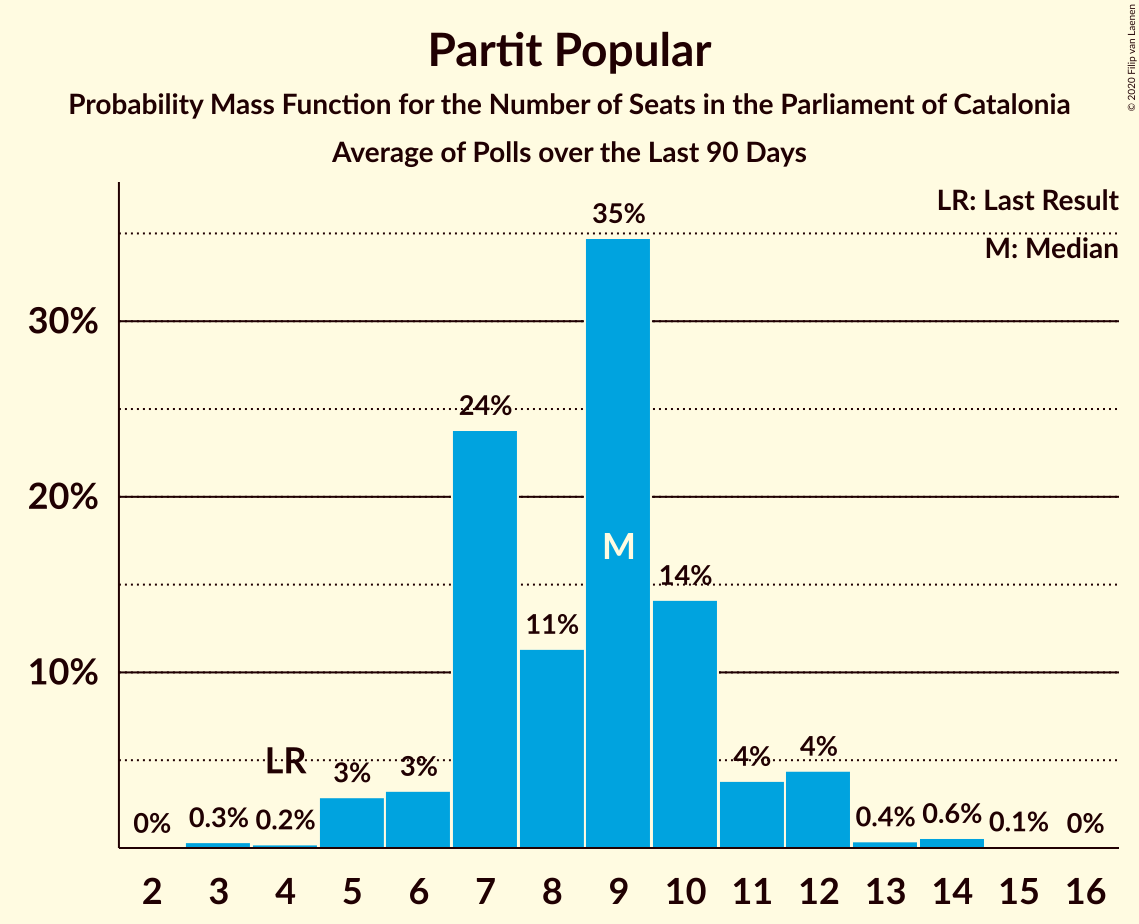 Partit Popular
Probability Mass Function for the Number of Seats in the Parliament of Catalonia
Average of Polls over the Last 90 Days
© 2020 Filip van Laenen
LR: Last Result
M: Median
35%
30%
24%
20%
M
14%
11%
10%
LR
0% 0.3% 0.2% 3% 3% 4% 4% 0.4% 0.6% 0.1% 0%
2 3 4 5 6 7 8 9 10 11 12 13 14 15 16